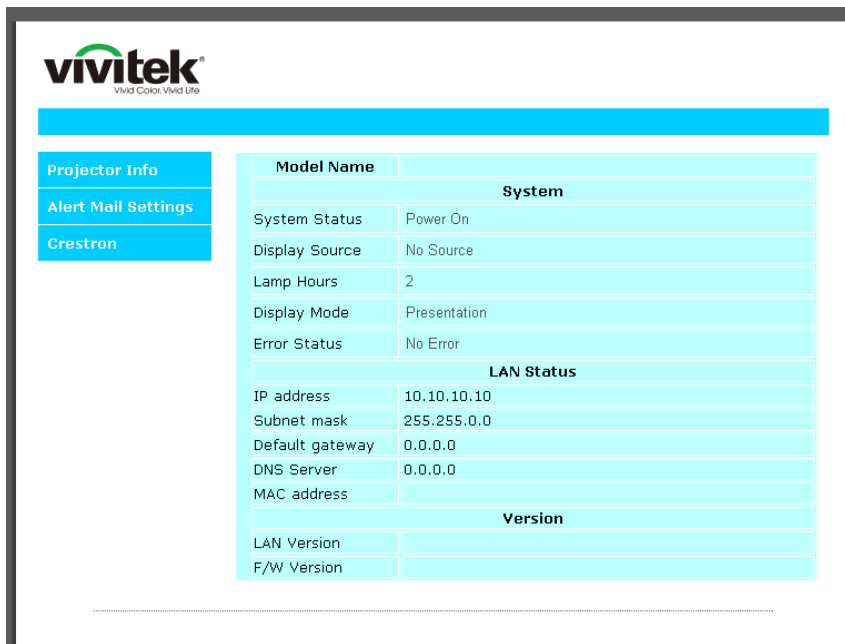 vivitek®
Vivid Color. Vivid Life
Projector Info
Alert Mail Settings
Crestron
Model Name
System
System Status Power On
Display Source No Source
Lamp Hours 2
Display Mode Presentation
Error Status No Error
LAN Status
IP address 10.10.10.10
Subnet mask 255.255.0.0
Default gateway 0.0.0.0
DNS Server 0.0.0.0
MAC address
Version
LAN Version
F/W Version